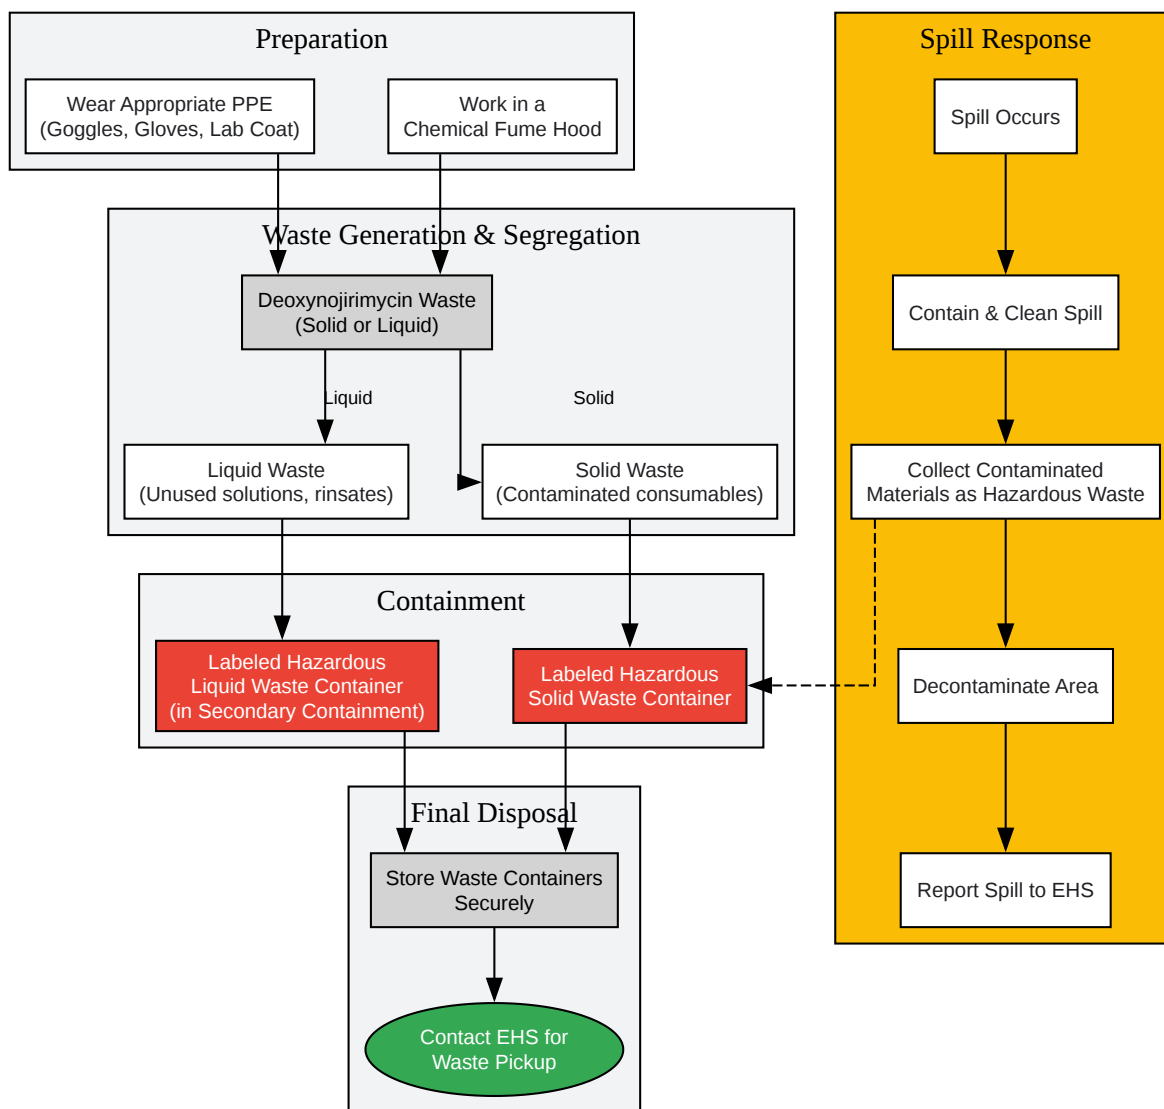 Preparation
Wear Appropriate PPE
(Goggles, Gloves, Lab Coat)
Work in a
Chemical Fume Hood
Waste Generation & Segregation
Deoxynojirimycin Waste
(Solid or Liquid)
Liquid
Solid
Liquid Waste
(Unused solutions, rinsates)
Solid Waste
(Contaminated consumables)
Containment
Labeled Hazardous
Liquid Waste Container
(in Secondary Containment)
Labeled Hazardous
Solid Waste Container
Final Disposal
Store Waste Containers
Securely
Contact EHS for
Waste Pickup
Spill Response
Spill Occurs
Contain & Clean Spill
Collect Contaminated
Materials as Hazardous Waste
Decontaminate Area
Report Spill to EHS